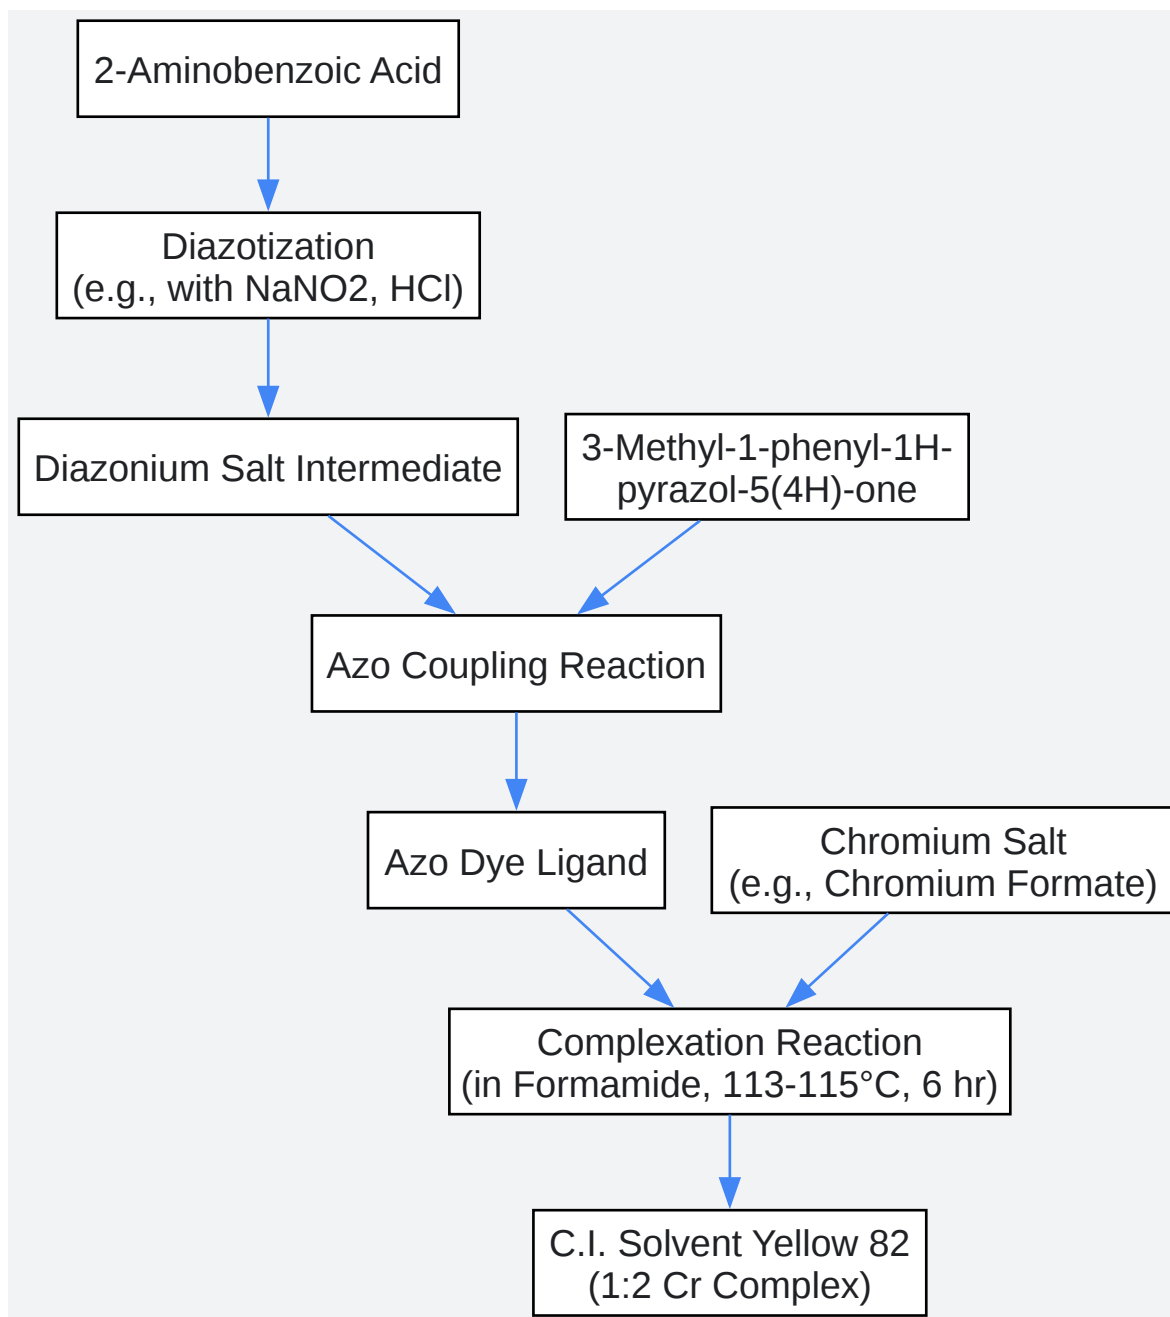 2-Aminobenzoic Acid
Diazotization
(e.g., with NaNO2, HCl)
Diazonium Salt Intermediate
3-Methyl-1-phenyl-1H-
pyrazol-5(4H)-one
Azo Coupling Reaction
Azo Dye Ligand
Chromium Salt
(e.g., Chromium Formate)
Complexation Reaction
(in Formamide, 113-115°C, 6 hr)
C.I. Solvent Yellow 82
(1:2 Cr Complex)